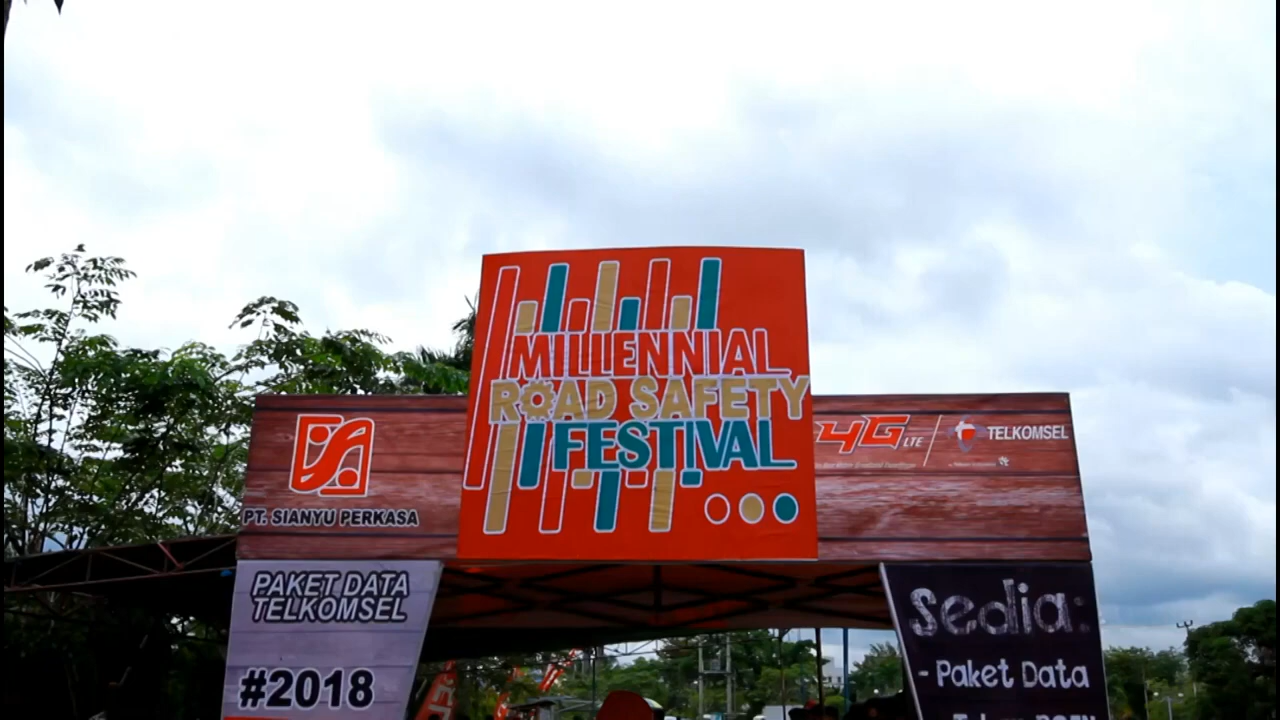 MILLENNIAL
ROAD SAFETY
FESTIVAL
PT. SIANYU PERKASA
4G LTE
TELKOMSEL
PAKET DATA
TELKOMSEL
#2018
Sedia:
- Paket Data